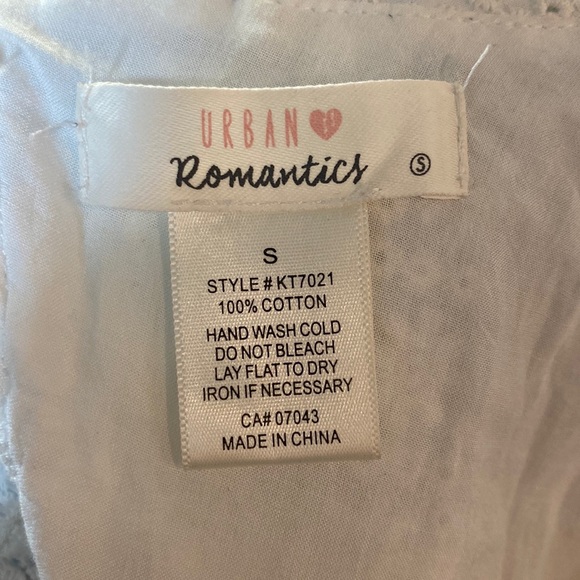 URBAN
Romantics
S
S
STYLE # KT7021
100% COTTON
HAND WASH COLD
DO NOT BLEACH
LAY FLAT TO DRY
IRON IF NECESSARY
CA# 07043
MADE IN CHINA